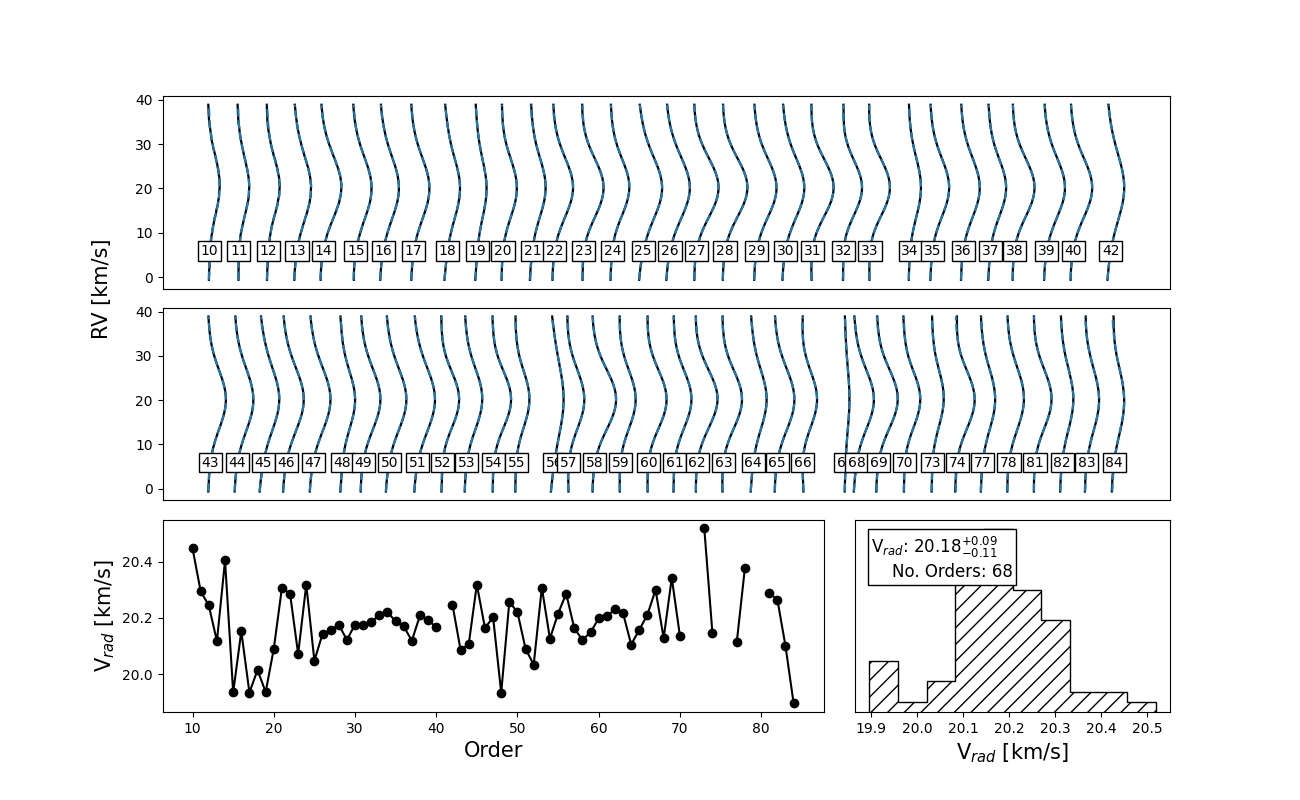 40
30
20
10
0
10 11 12 13 14 15 16 17 18 19 20 21 22 23 24 25 26 27 28 29 30 31 32 33 34 35 36 37 38 39 40 42
RV [km/s]
40
30
20
10
0
43 44 45 46 47 48 49 50 51 52 53 54 55 57 58 59 60 61 62 63 64 65 66 68 69 70 73 74 77 78 81 82 83 84
V_rad [km/s]
20.4
20.2
20.0
10 20 30 40 50 60 70 80
Order
V_rad: 20.18 +0.09 −0.11
No. Orders: 68
19.9 20.0 20.1 20.2 20.3 20.4 20.5
V_rad [km/s]